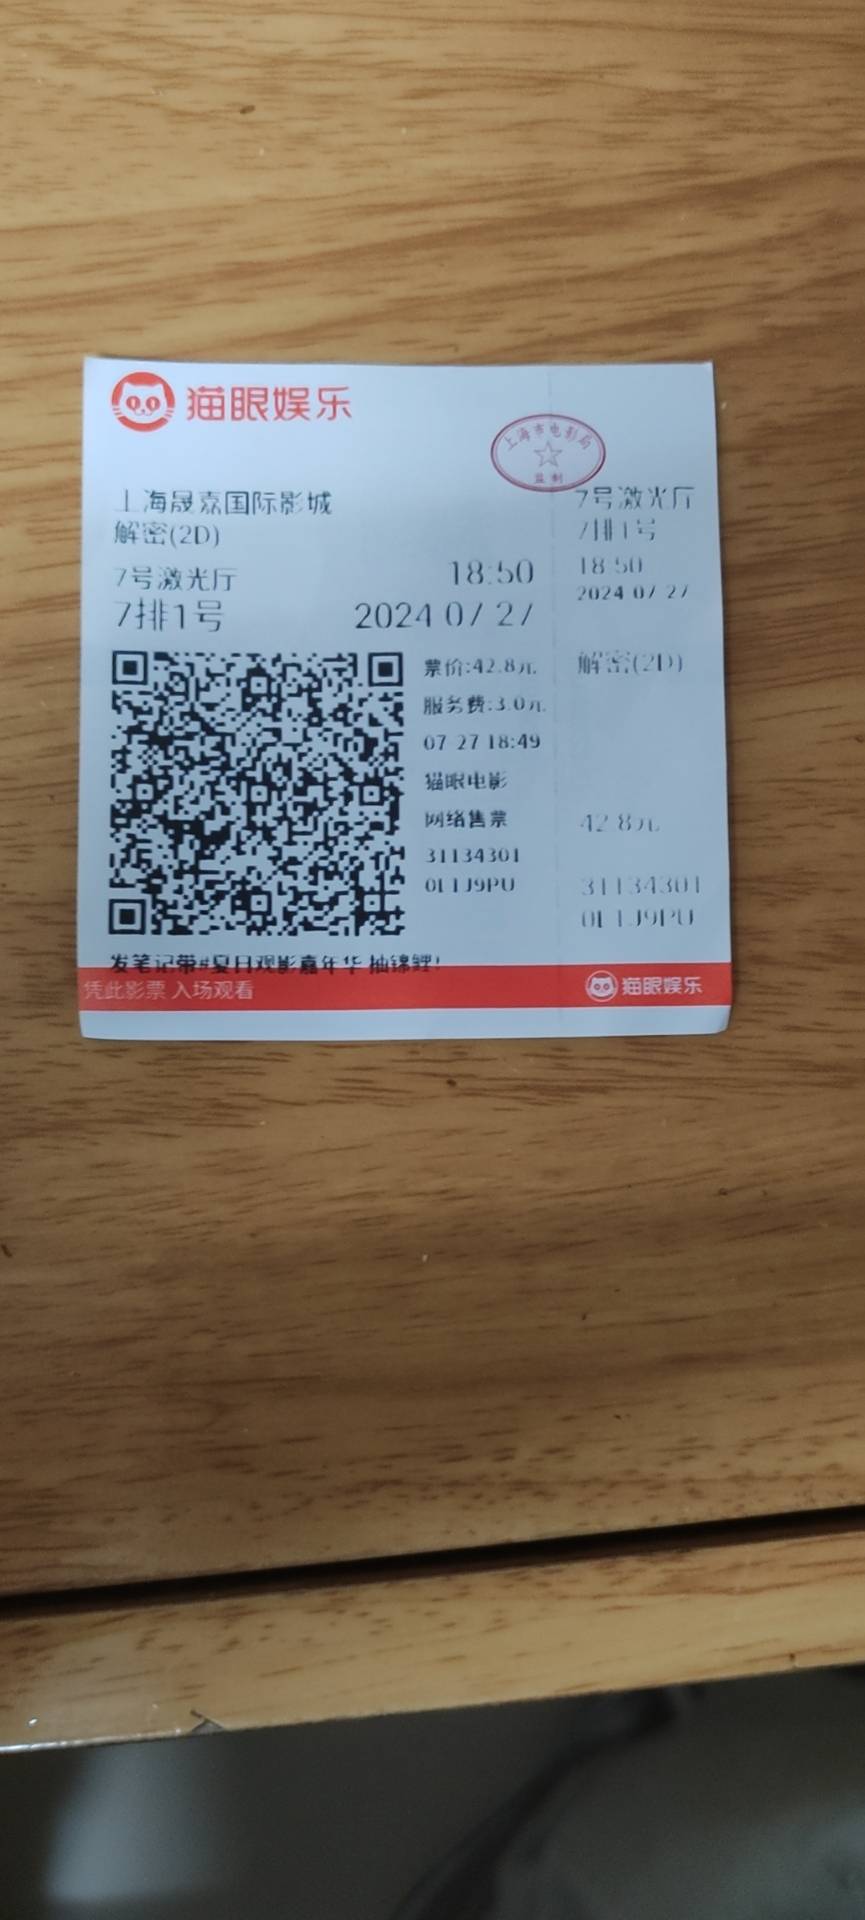 猫眼娱乐
上海市电影局
监制
上海晟嘉国际影城
解密(2D)
7号激光厅 18:50
7排1号 2024 07 27
票价:42.8元
服务费:3.0元
07 27 18:49
猫眼电影
网络售票
31134301
发笔记带#夏日观影嘉年华 抽锦鲤!
凭此影票 入场观看
7号激光厅
7排1号
18:50
2024 07 27
解密(2D)
42.8元
31134301
猫眼娱乐